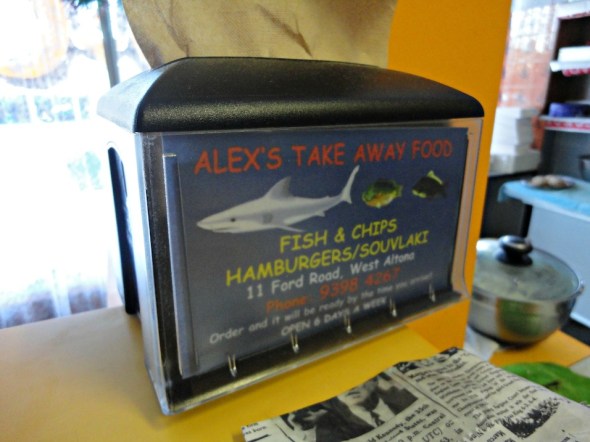 ALEX'S TAKE AWAY FOOD
FISH & CHIPS
HAMBURGERS/SOUVLAKI
11 Ford Road, West Altona
Phone: 9398 4267
Order and it will be ready by the time you arrive!
OPEN 6 DAYS A WEEK